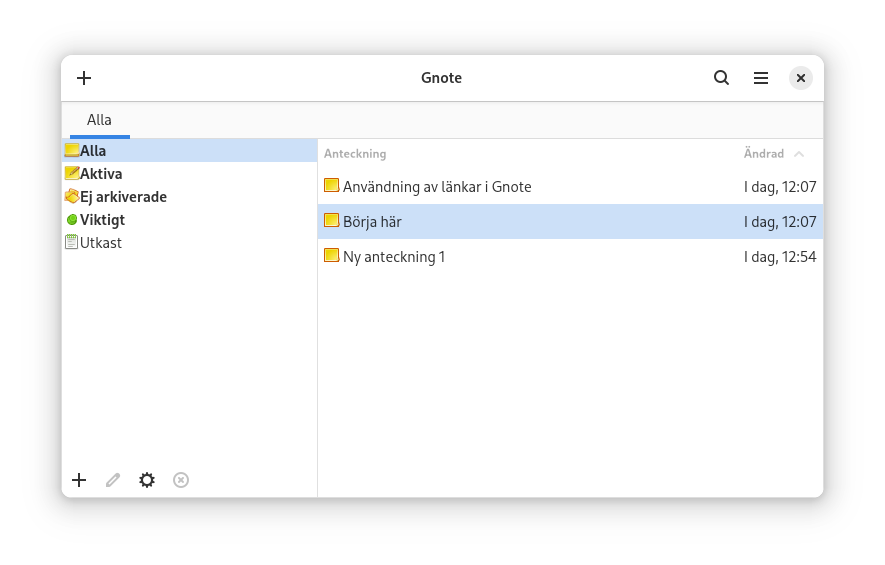 Gnote
Alla
Alla
Aktiva
Ej arkiverade
Viktigt
Utkast
Anteckning Ändrad
Användning av länkar i Gnote I dag, 12:07
Börja här I dag, 12:07
Ny anteckning 1 I dag, 12:54